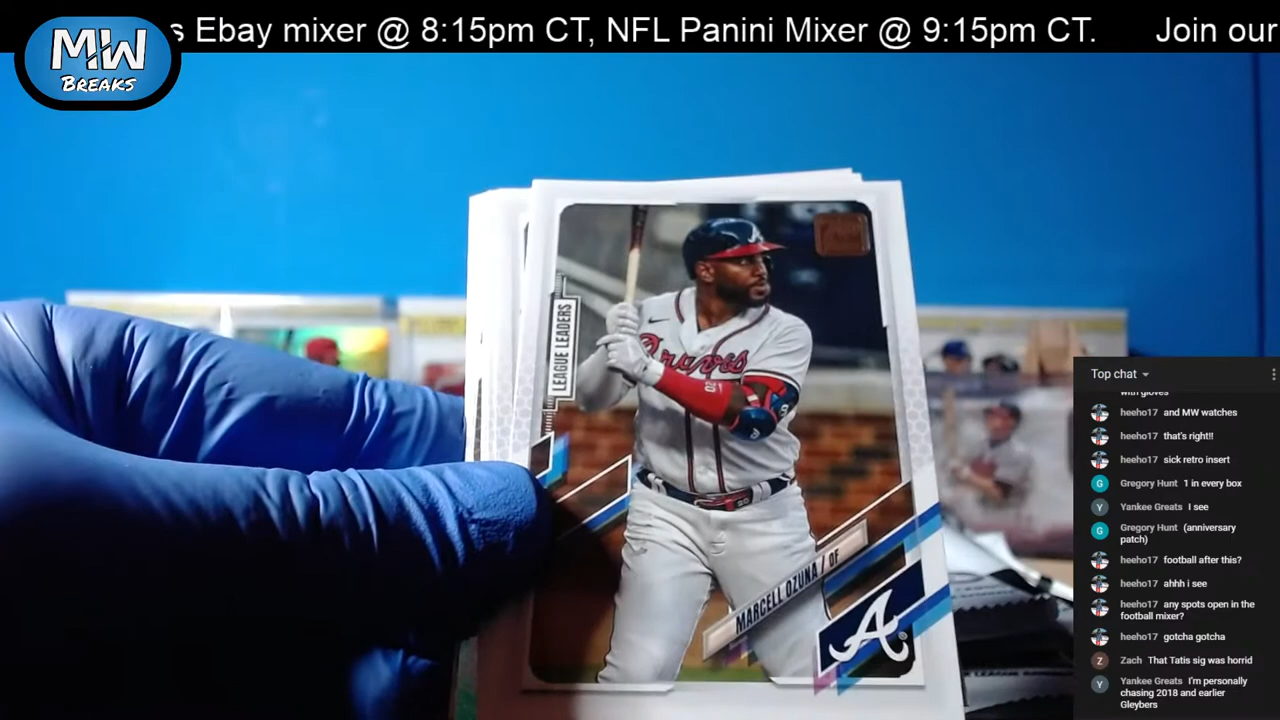 s Ebay mixer @ 8:15pm CT, NFL Panini Mixer @ 9:15pm CT. Join our
MW
BREAKS
LEAGUE LEADERS
Braves
20
MARCELL OZUNA / OF
A
Top chat
with gloves
heeho17 and MW watches
heeho17 that's right!!
heeho17 sick retro insert
G Gregory Hunt 1 in every box
Y Yankee Greats I see
G Gregory Hunt (anniversary
patch)
heeho17 football after this?
heeho17 ahhh i see
heeho17 any spots open in the
football mixer?
heeho17 gotcha gotcha
Z Zach That Tatis sig was horrid
Y Yankee Greats I'm personally
chasing 2018 and earlier
Gleybers